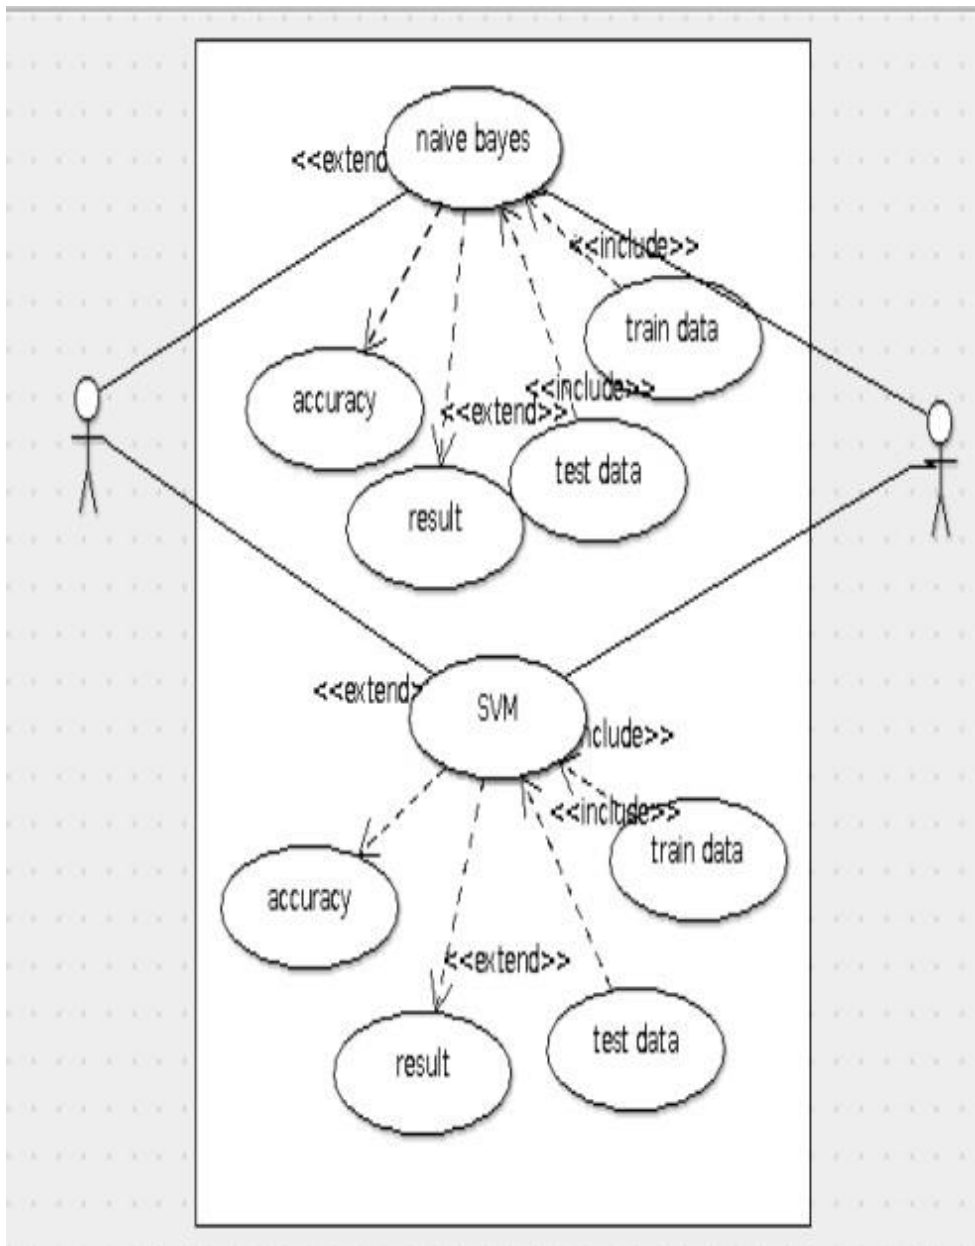 naive bayes
<<extend
<<include>>
train data
<<include>>
accuracy
<<extend>>
test data
result
<<extend>
SVM
nclude>>
<<include>>
train data
accuracy
<<extend>>
test data
result